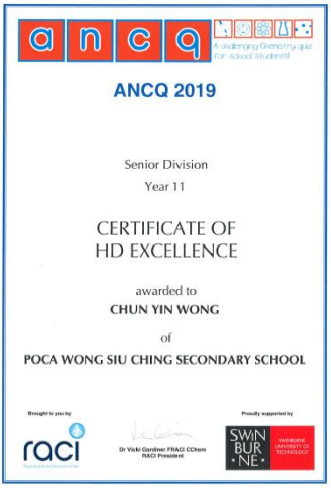 ancq
A challenging Chemistry quiz
for school students!
ANCQ 2019
Senior Division
Year 11
CERTIFICATE OF
HD EXCELLENCE
awarded to
CHUN YIN WONG
of
POCA WONG SIU CHING SECONDARY SCHOOL
Brought to you by
raci
Dr Vicki Gardiner FRACI CChem
RACI President
Proudly supported by
SWIN
BUR
• NE •
SWINBURNE
UNIVERSITY OF
TECHNOLOGY